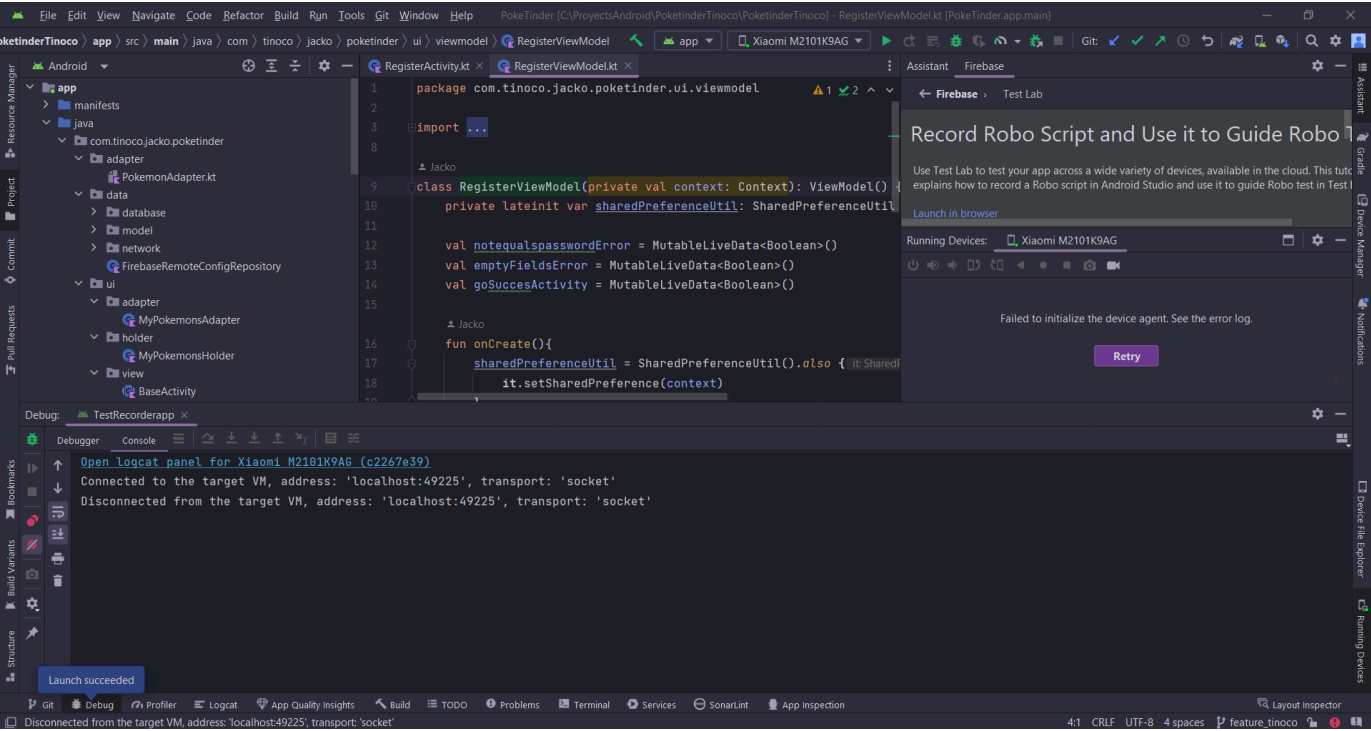 File Edit View Navigate Code Refactor Build Run Tools Git Window Help PokeTinder [C:\ProyectsAndroid\PoketinderTinoco\PoketinderTinoco] - RegisterViewModel.kt [PokeTinder.app.main]
oketinderTinoco 〉 app 〉 src 〉 main 〉 java 〉 com 〉 tinoco 〉 jacko 〉 poketinder 〉 ui 〉 viewmodel 〉 RegisterViewModel app Xiaomi M2101K9AG Git:
Android
RegisterActivity.kt × RegisterViewModel.kt ×
Assistant Firebase
Resource Manager
Project
Commit
Pull Requests
Bookmarks
Build Variants
Structure
app
manifests
java
com.tinoco.jacko.poketinder
adapter
PokemonAdapter.kt
data
database
model
network
FirebaseRemoteConfigRepository
ui
adapter
MyPokemonsAdapter
holder
MyPokemonsHolder
view
BaseActivity
1 package com.tinoco.jacko.poketinder.ui.viewmodel 1 2
2
3 import ...
8
Jacko
9 class RegisterViewModel(private val context: Context): ViewModel() {
10 private lateinit var sharedPreferenceUtil: SharedPreferenceUtil
11
12 val notequalspasswordError = MutableLiveData<Boolean>()
13 val emptyFieldsError = MutableLiveData<Boolean>()
14 val goSuccesActivity = MutableLiveData<Boolean>()
15
Jacko
16 fun onCreate(){
17 sharedPreferenceUtil = SharedPreferenceUtil().also { it: SharedP
18 it.setSharedPreference(context)
19 }
← Firebase › Test Lab
Record Robo Script and Use it to Guide Robo T
Use Test Lab to test your app across a wide variety of devices, available in the cloud. This tuto
explains how to record a Robo script in Android Studio and use it to guide Robo test in Test L
Launch in browser
Running Devices: Xiaomi M2101K9AG
Failed to initialize the device agent. See the error log.
Retry
Assistant
Gradle
Device Manager
Notifications
Device File Explorer
Running Devices
Debug: TestRecorderapp ×
Debugger Console
Open logcat panel for Xiaomi M2101K9AG (c2267e39)
Connected to the target VM, address: 'localhost:49225', transport: 'socket'
Disconnected from the target VM, address: 'localhost:49225', transport: 'socket'
Launch succeeded
Git Debug Profiler Logcat App Quality Insights Build TODO Problems Terminal Services SonarLint App Inspection Layout Inspector
Disconnected from the target VM, address: 'localhost:49225', transport: 'socket' 4:1 CRLF UTF-8 4 spaces feature_tinoco